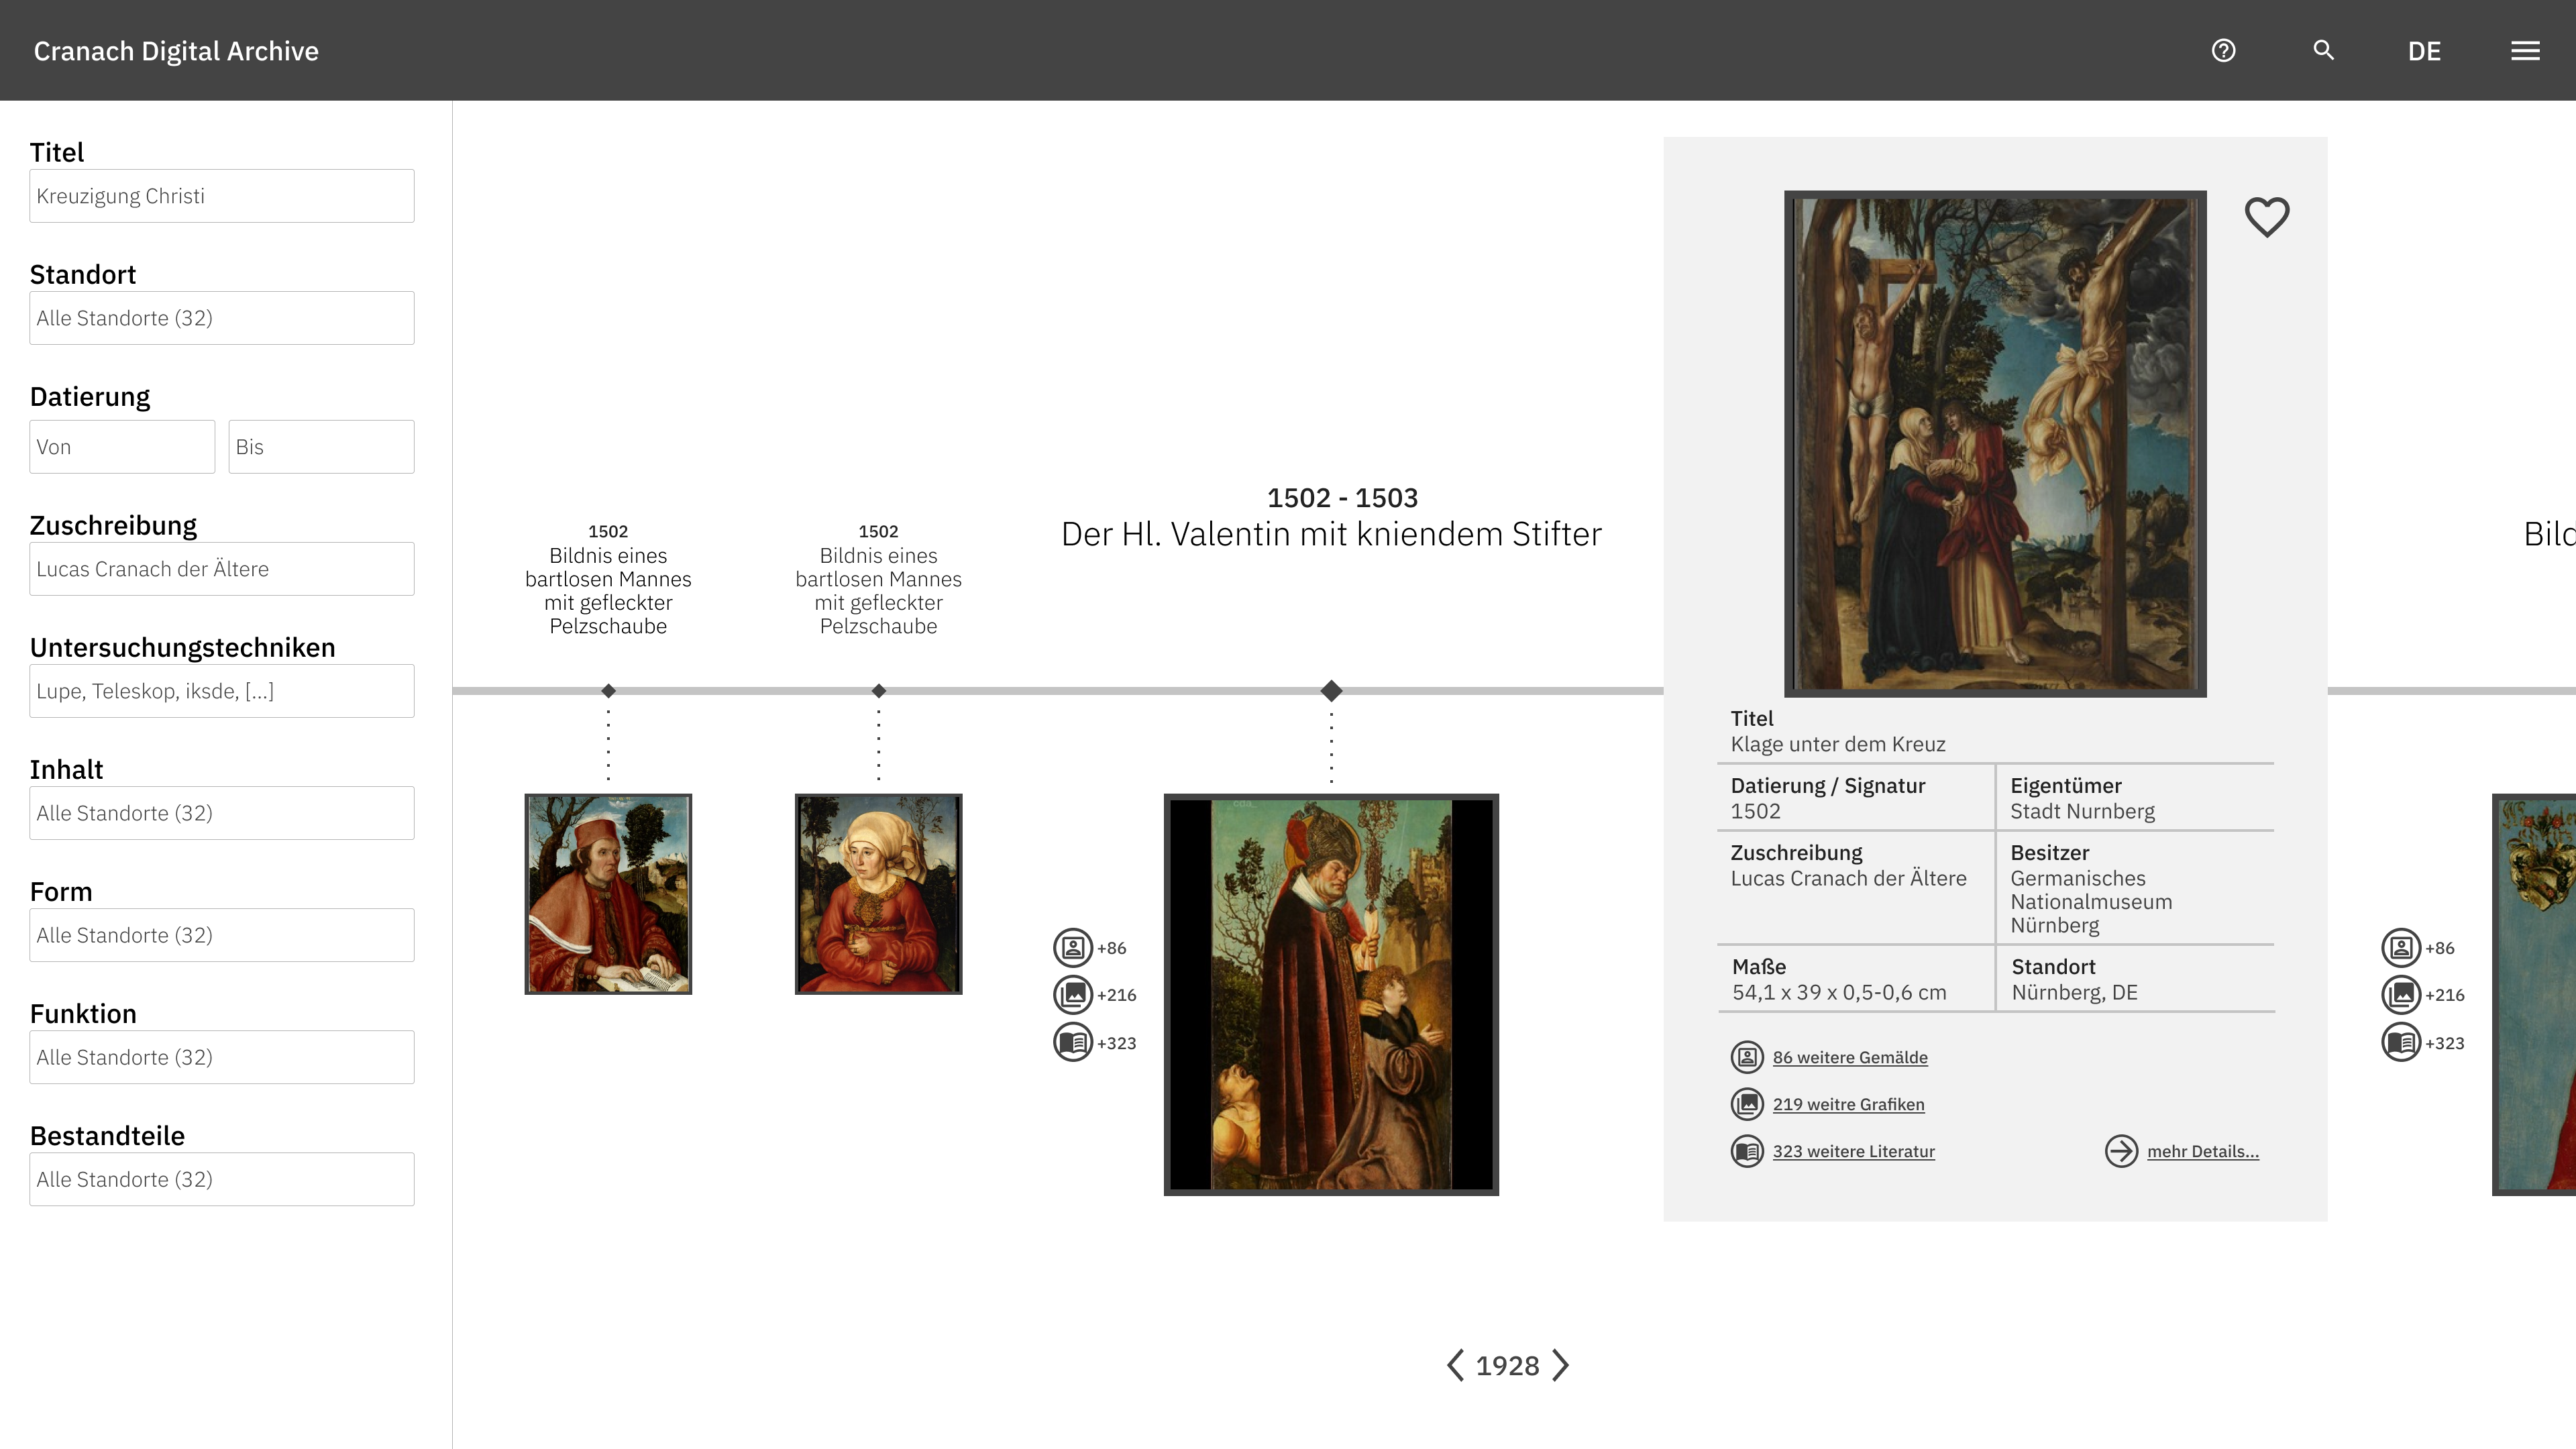 Cranach Digital Archive
DE
Titel
Kreuzigung Christi
Standort
Alle Standorte (32)
Datierung
Von
Bis
Zuschreibung
Lucas Cranach der Ältere
Untersuchungstechniken
Lupe, Teleskop, iksde, [...]
Inhalt
Alle Standorte (32)
Form
Alle Standorte (32)
Funktion
Alle Standorte (32)
Bestandteile
Alle Standorte (32)
1502
Bildnis eines
bartlosen Mannes
mit gefleckter
Pelzschaube
1502
Bildnis eines
bartlosen Mannes
mit gefleckter
Pelzschaube
1502 - 1503
Der Hl. Valentin mit kniendem Stifter
cda_
+86
+216
+323
Titel
Klage unter dem Kreuz
Datierung / Signatur
1502
Eigentümer
Stadt Nurnberg
Zuschreibung
Lucas Cranach der Ältere
Besitzer
Germanisches
Nationalmuseum
Nürnberg
Maße
54,1 x 39 x 0,5-0,6 cm
Standort
Nürnberg, DE
86 weitere Gemälde
219 weitre Grafiken
323 weitere Literatur
mehr Details...
Bild
+86
+216
+323
1928